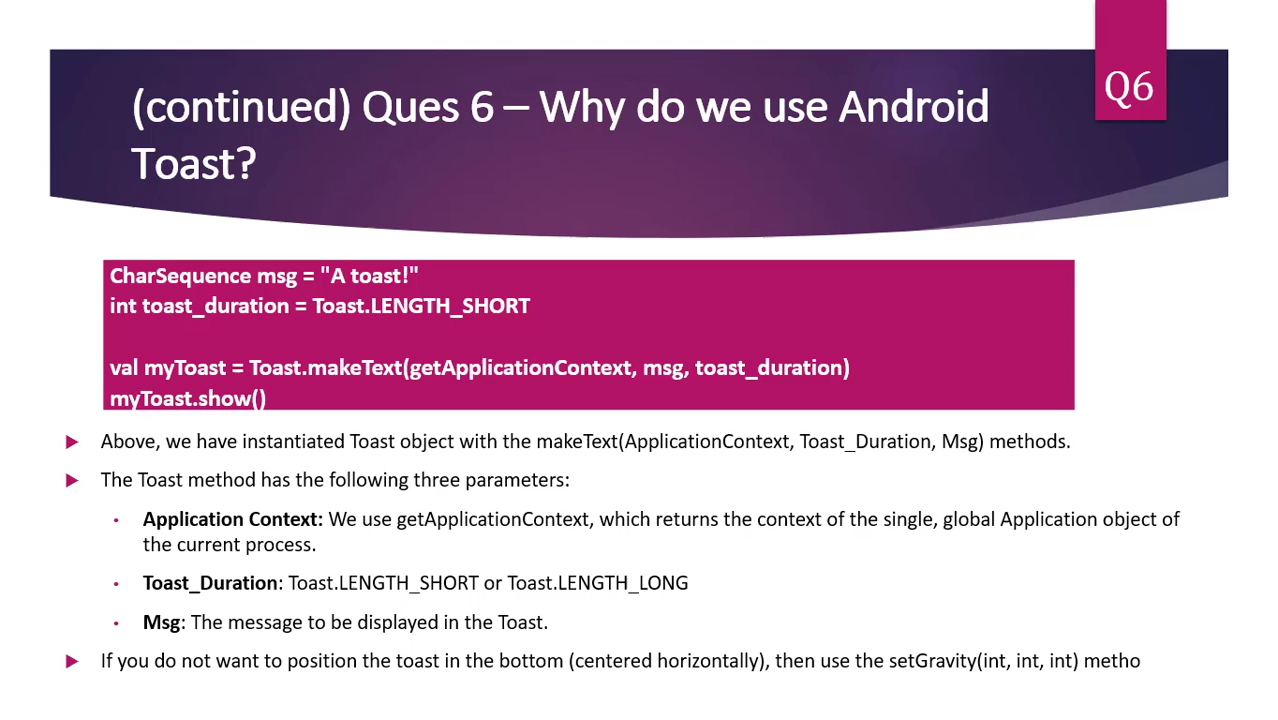 (continued) Ques 6 – Why do we use Android
Toast?
Q6
CharSequence msg = "A toast!"
int toast_duration = Toast.LENGTH_SHORT
val myToast = Toast.makeText(getApplicationContext, msg, toast_duration)
myToast.show()
Above, we have instantiated Toast object with the makeText(ApplicationContext, Toast_Duration, Msg) methods.
The Toast method has the following three parameters:
Application Context: We use getApplicationContext, which returns the context of the single, global Application object of
the current process.
Toast_Duration: Toast.LENGTH_SHORT or Toast.LENGTH_LONG
Msg: The message to be displayed in the Toast.
If you do not want to position the toast in the bottom (centered horizontally), then use the setGravity(int, int, int) metho